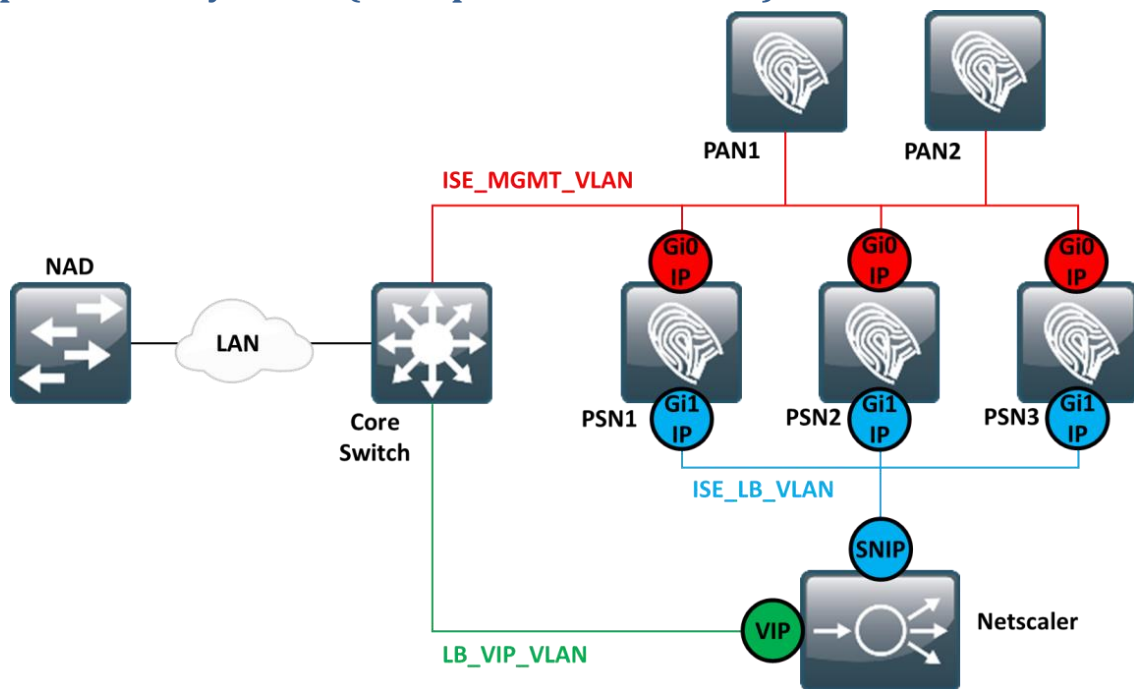 PAN1
PAN2
ISE_MGMT_VLAN
Gi0
IP
Gi0
IP
Gi0
IP
NAD
LAN
Core
Switch
PSN1
Gi1
IP
PSN2
Gi1
IP
PSN3
Gi1
IP
ISE_LB_VLAN
SNIP
VIP
Netscaler
LB_VIP_VLAN